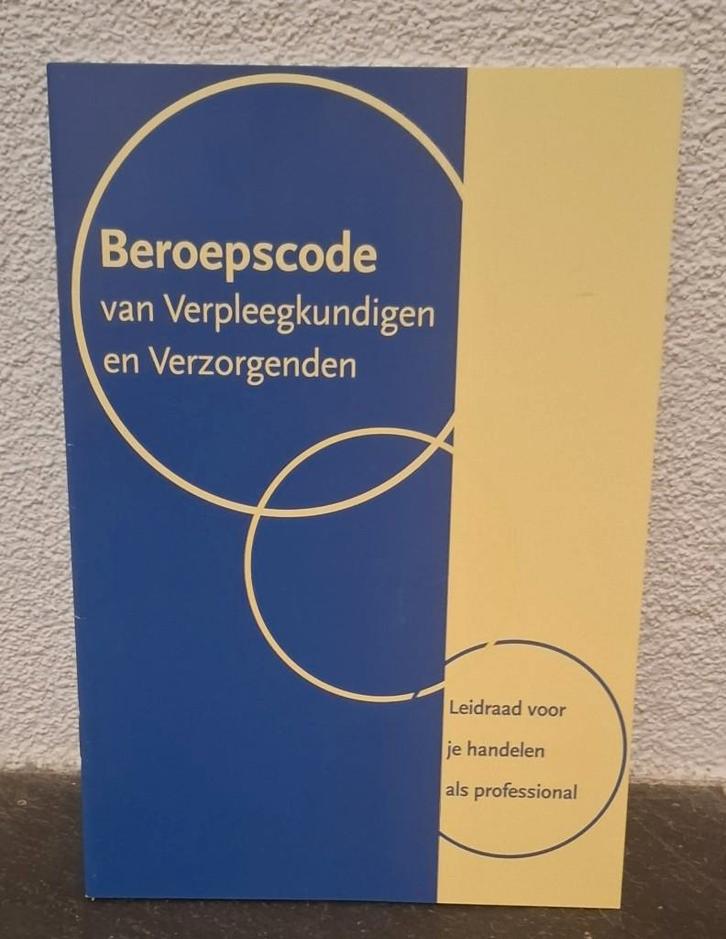 Beroepscode
van Verpleegkundigen
en Verzorgenden
Leidraad voor
je handelen
als professional